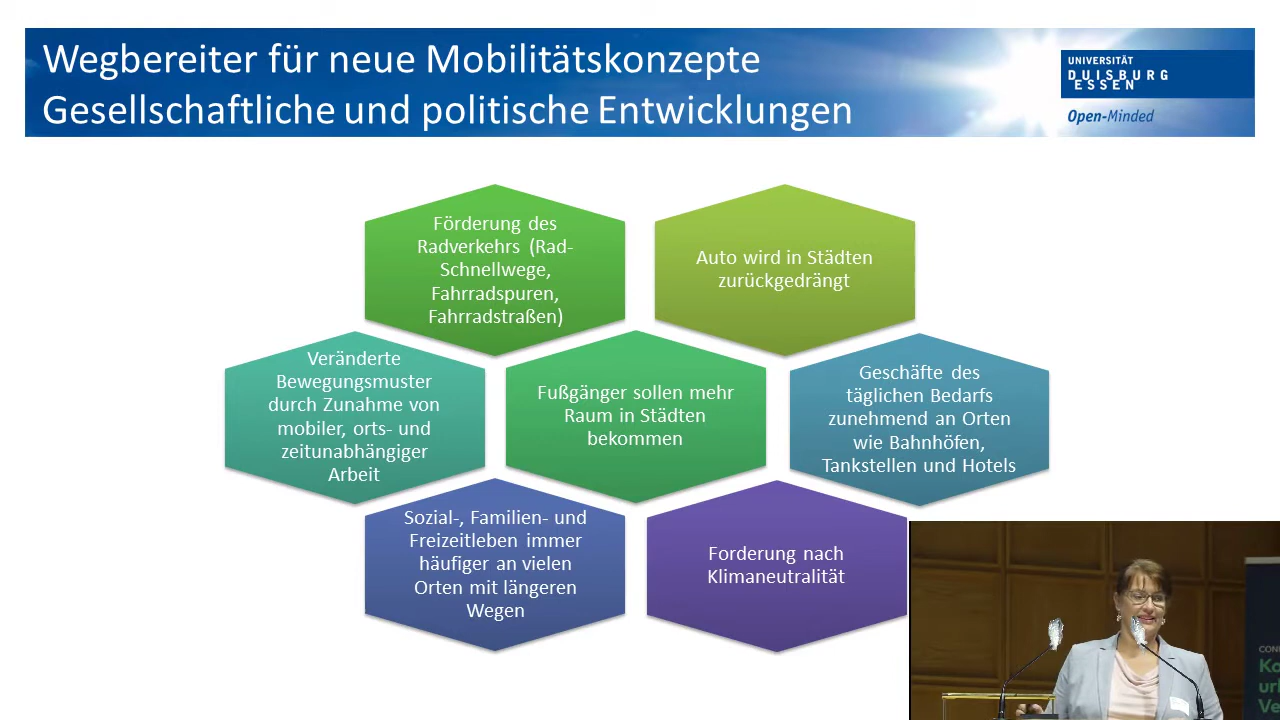 Wegbereiter für neue Mobilitätskonzepte
Gesellschaftliche und politische Entwicklungen
UNIVERSITÄT
DUISBURG
ESSEN
Open-Minded
Förderung des
Radverkehrs (Rad-
Schnellwege,
Fahrradspuren,
Fahrradstraßen)
Auto wird in Städten
zurückgedrängt
Veränderte
Bewegungsmuster
durch Zunahme von
mobiler, orts- und
zeitunabhängiger
Arbeit
Fußgänger sollen mehr
Raum in Städten
bekommen
Geschäfte des
täglichen Bedarfs
zunehmend an Orten
wie Bahnhöfen,
Tankstellen und Hotels
Sozial-, Familien- und
Freizeitleben immer
häufiger an vielen
Orten mit längeren
Wegen
Forderung nach
Klimaneutralität